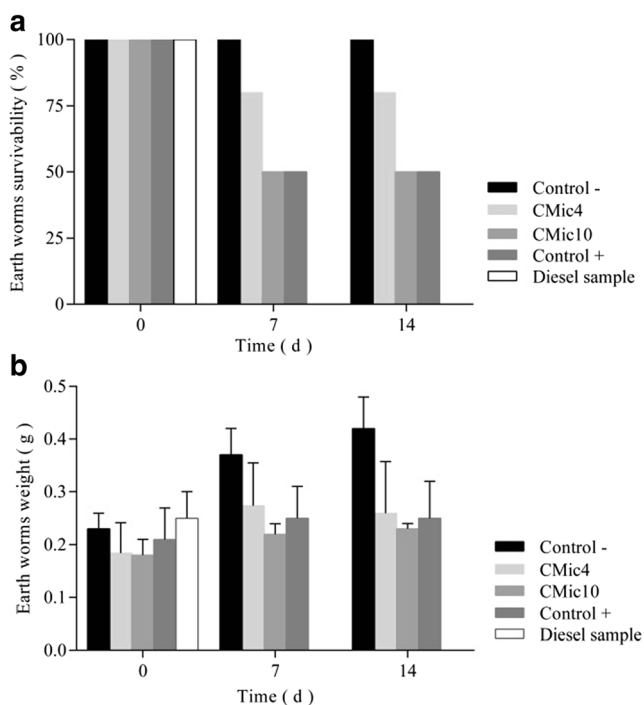 a
Earth worms survivability ( % )
100
75
50
25
0
0 7 14
Time ( d )
Control -
CMic4
CMic10
Control +
Diesel sample
b
Earth worms weight ( g )
0.5
0.4
0.3
0.2
0.1
0.0
0 7 14
Time ( d )
Control -
CMic4
CMic10
Control +
Diesel sample